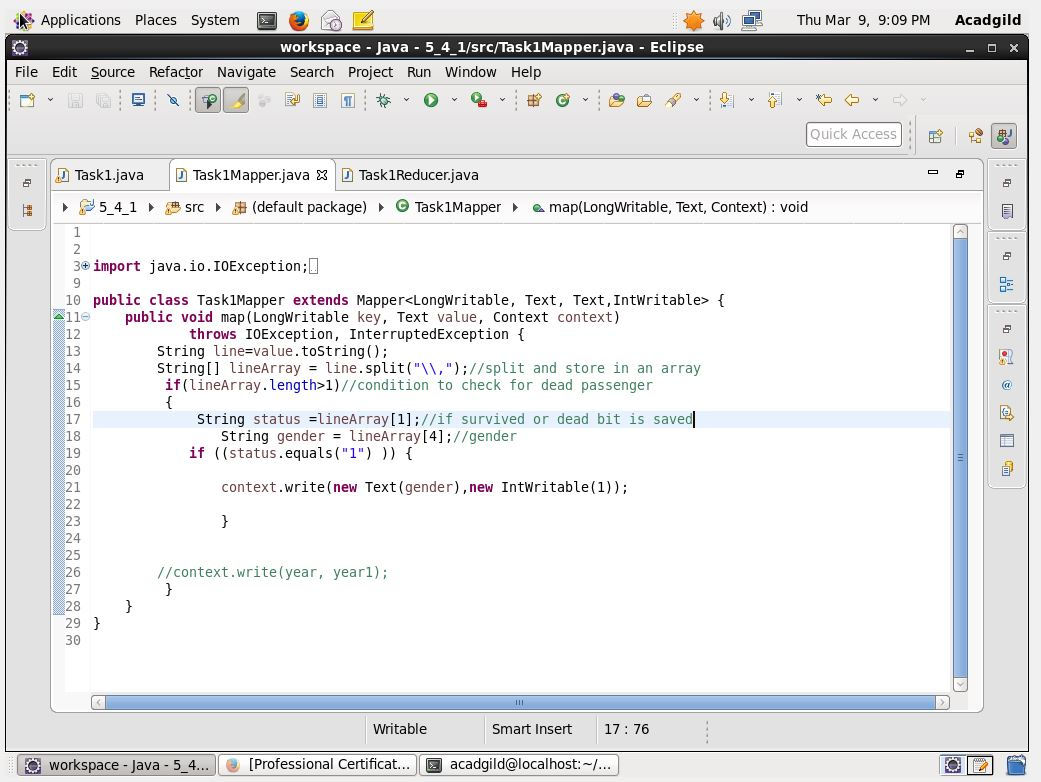 Applications Places System Thu Mar 9, 9:09 PM Acadgild
workspace - Java - 5_4_1/src/Task1Mapper.java - Eclipse
File Edit Source Refactor Navigate Search Project Run Window Help
Quick Access
Task1.java Task1Mapper.java Task1Reducer.java
5_4_1 src (default package) Task1Mapper map(LongWritable, Text, Context) : void
1
2
3 import java.io.IOException;
9
10 public class Task1Mapper extends Mapper<LongWritable, Text, Text,IntWritable> {
11 public void map(LongWritable key, Text value, Context context)
12 throws IOException, InterruptedException {
13 String line=value.toString();
14 String[] lineArray = line.split("\\,");//split and store in an array
15 if(lineArray.length>1)//condition to check for dead passenger
16 {
17 String status =lineArray[1];//if survived or dead bit is saved
18 String gender = lineArray[4];//gender
19 if ((status.equals("1") )) {
20
21 context.write(new Text(gender),new IntWritable(1));
22
23 }
24
25
26 //context.write(year, year1);
27 }
28 }
29 }
30
Writable Smart Insert 17 : 76
workspace - Java - 5_4... [Professional Certificat... acadgild@localhost:~/...